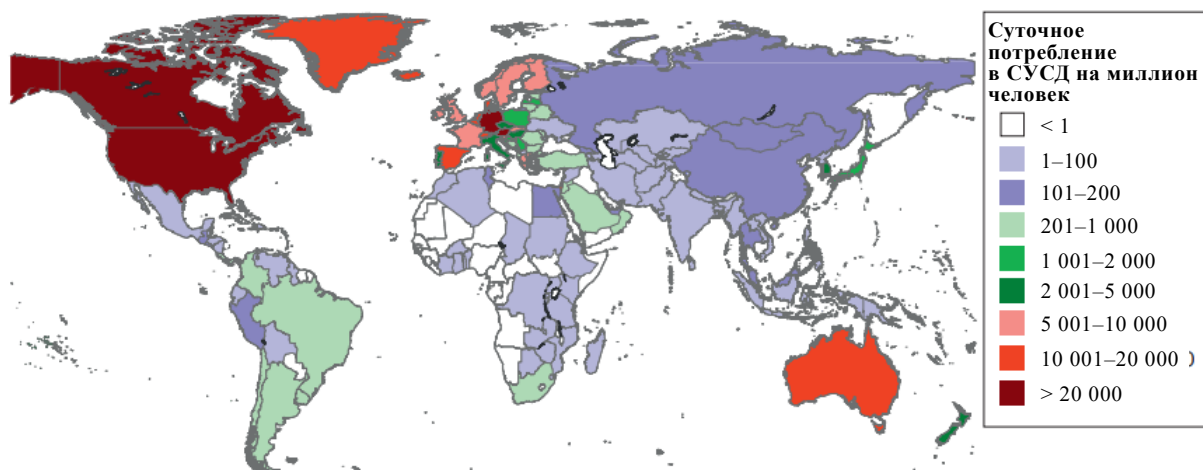 Суточное
потребление
в СУСД на миллион
человек
< 1
1–100
101–200
201–1 000
1 001–2 000
2 001–5 000
5 001–10 000
10 001–20 000 )
> 20 000